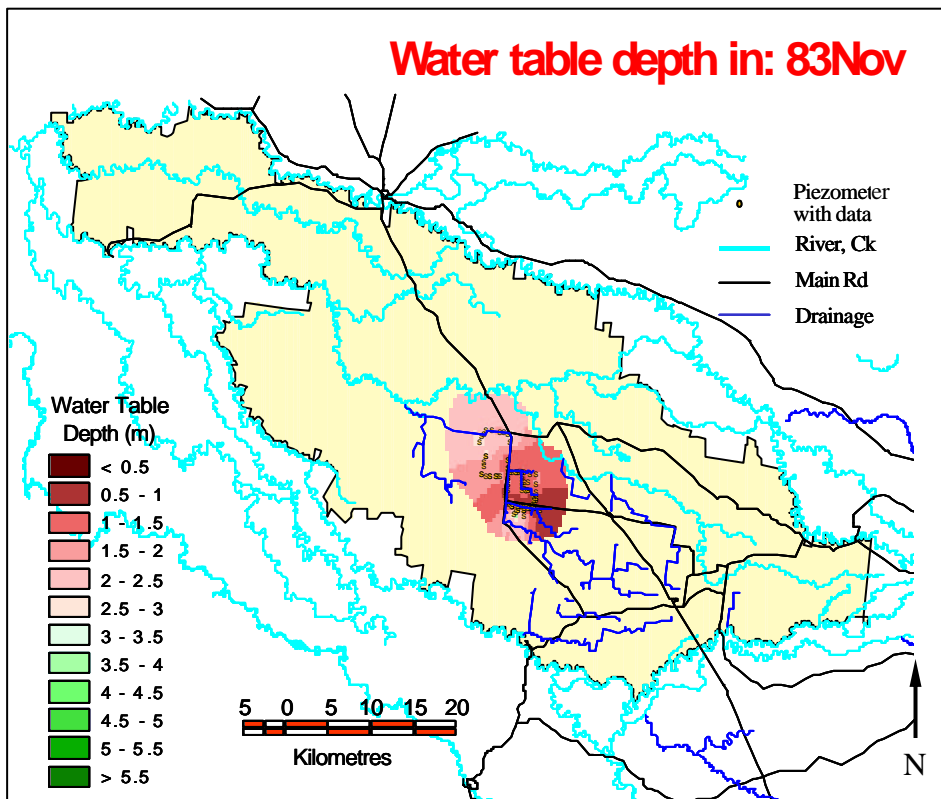 Water table depth in: 83Nov
Piezometer
with data
River, Ck
Main Rd
Drainage
Water Table
Depth (m)
< 0.5
0.5 - 1
1 - 1.5
1.5 - 2
2 - 2.5
2.5 - 3
3 - 3.5
3.5 - 4
4 - 4.5
4.5 - 5
5 - 5.5
> 5.5
5 0 5 10 15 20
Kilometres
N